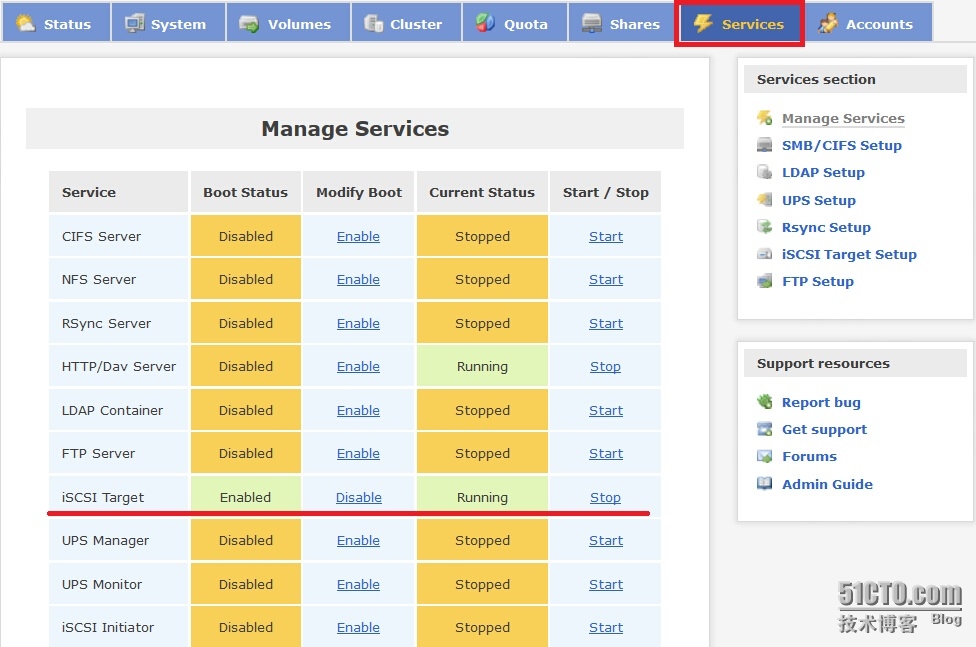 Status System Volumes Cluster Quota Shares Services Accounts
Manage Services
Service Boot Status Modify Boot Current Status Start / Stop
CIFS Server Disabled Enable Stopped Start
NFS Server Disabled Enable Stopped Start
RSync Server Disabled Enable Stopped Start
HTTP/Dav Server Disabled Enable Running Stop
LDAP Container Disabled Enable Stopped Start
FTP Server Disabled Enable Stopped Start
iSCSI Target Enabled Disable Running Stop
UPS Manager Disabled Enable Stopped Start
UPS Monitor Disabled Enable Stopped Start
iSCSI Initiator Disabled Enable Stopped Start
Services section
Manage Services
SMB/CIFS Setup
LDAP Setup
UPS Setup
Rsync Setup
iSCSI Target Setup
FTP Setup
Support resources
Report bug
Get support
Forums
Admin Guide
51CTO.com
技术博客 Blog